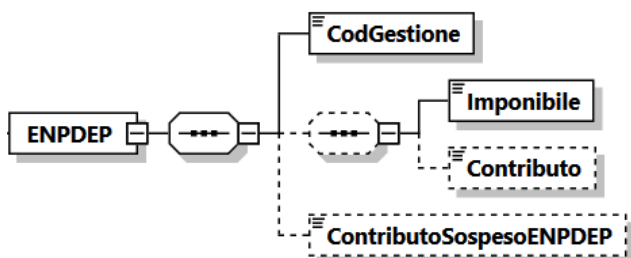 CodGestione
Imponibile
ENPDEP
Contributo
ContributoSospesoENPDEP